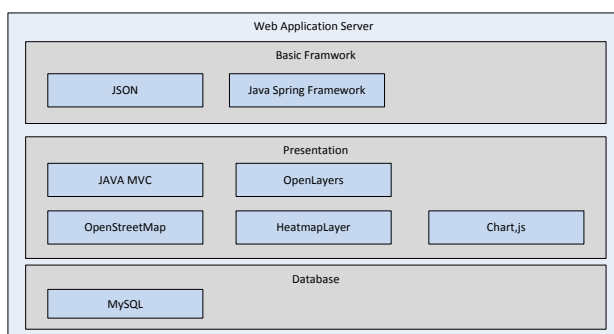 Web Application Server
Basic Framwork
JSON
Java Spring Framework
Presentation
JAVA MVC
OpenLayers
OpenStreetMap
HeatmapLayer
Chart,js
Database
MySQL